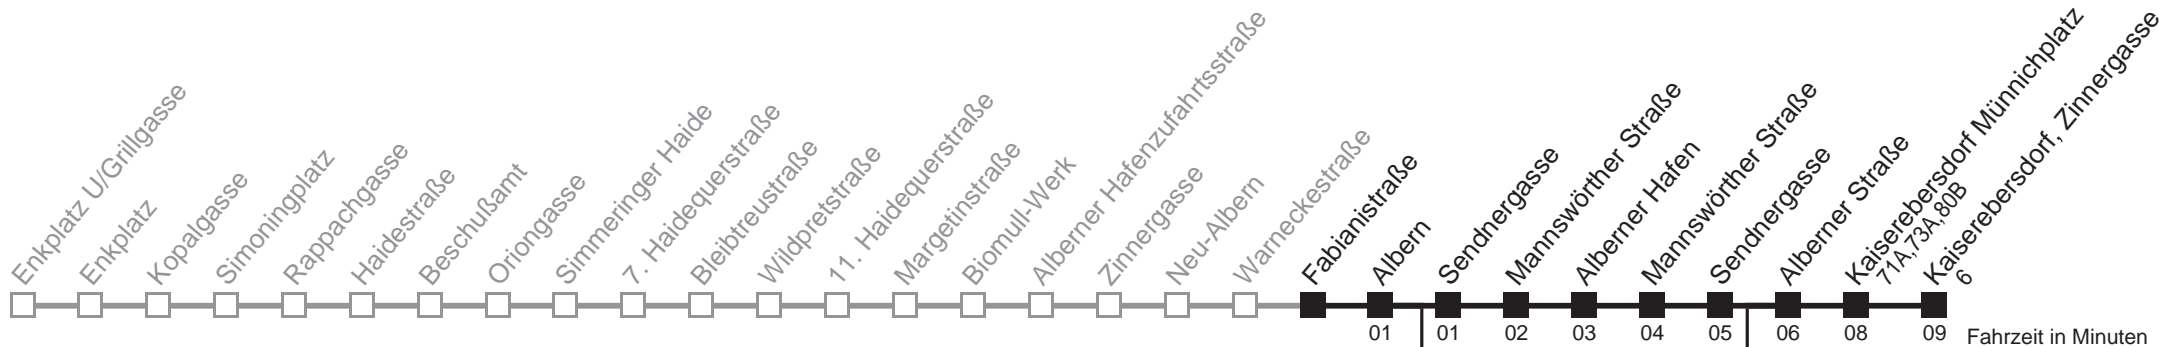 Enkplatz U/Grillgasse
Enkplatz
Kopalgasse
Simoningplatz
Rappachgasse
Haidestraße
Beschußamt
Oriongasse
Simmeringer Haide
7. Haidequerstraße
Bleibtreustraße
Wildpretstraße
11. Haidequerstraße
Margetinstraße
Biomull-Werk
Alberner Hafenzufahrtsstraße
Zinnergasse
Neu-Albern
Warneckestraße
Fabianistraße
Albern
Sendnergasse
Mannswörther Straße
Alberner Hafen
Mannswörther Straße
Sendnergasse
Alberner Straße
Kaiserebersdorf Münnichplatz
71A,73A,80B
Kaiserebersdorf, Zinnergasse
6
01 01 02 03 04 05 06 08 09 Fahrzeit in Minuten